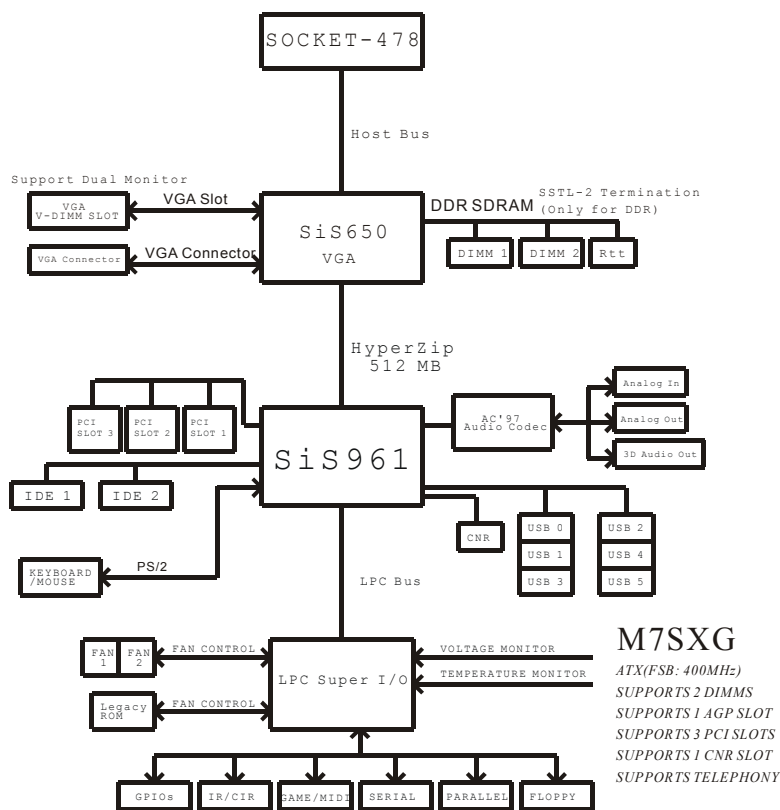 SOCKET-478
Host Bus
Support Dual Monitor
VGA
V-DIMM SLOT
VGA Slot
VGA Connector
VGA Connector
SiS650
VGA
DDR SDRAM
SSTL-2 Termination
(Only for DDR)
DIMM 1
DIMM 2
Rtt
HyperZip
512 MB
PCI
SLOT 3
PCI
SLOT 2
PCI
SLOT 1
SiS961
AC'97
Audio Codec
Analog In
Analog Out
3D Audio Out
IDE 1
IDE 2
CNR
USB 0
USB 1
USB 3
USB 2
USB 4
USB 5
KEYBOARD
/MOUSE
PS/2
LPC Bus
FAN
1
FAN
2
FAN CONTROL
Legacy
ROM
FAN CONTROL
LPC Super I/O
VOLTAGE MONITOR
TEMPERATURE MONITOR
GPIOs
IR/CIR
GAME/MIDI
SERIAL
PARALLEL
FLOPPY
M7SXG
ATX(FSB: 400MHz)
SUPPORTS 2 DIMMS
SUPPORTS 1 AGP SLOT
SUPPORTS 3 PCI SLOTS
SUPPORTS 1 CNR SLOT
SUPPORTS TELEPHONY